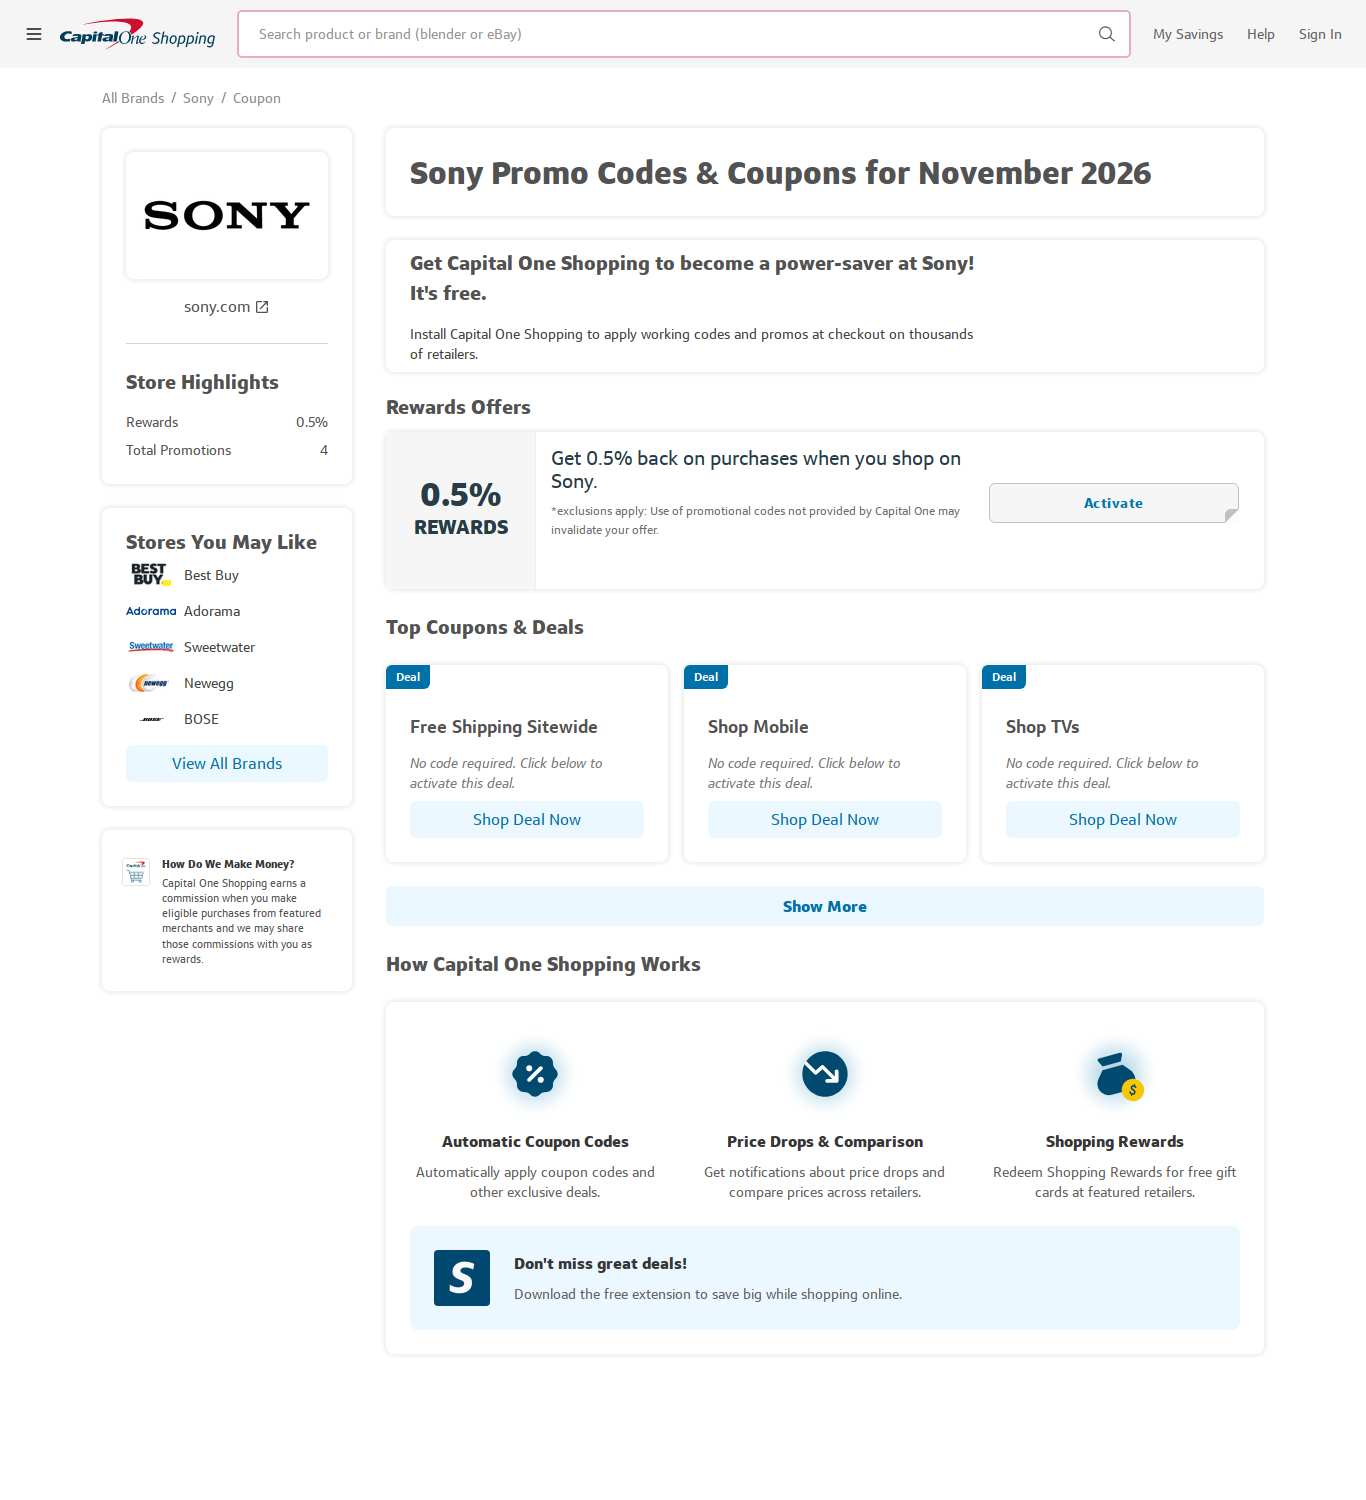 Capital One Shopping
Search product or brand (blender or eBay)
My Savings
Help
Sign In
All Brands / Sony / Coupon
SONY
sony.com
Store Highlights
Rewards 0.5%
Total Promotions 4
Stores You May Like
BEST BUY Best Buy
Adorama Adorama
Sweetwater Sweetwater
newegg Newegg
BOSE BOSE
View All Brands
How Do We Make Money?
Capital One Shopping earns a
commission when you make
eligible purchases from featured
merchants and we may share
those commissions with you as
rewards.
Sony Promo Codes & Coupons for November 2026
Get Capital One Shopping to become a power-saver at Sony!
It's free.
Install Capital One Shopping to apply working codes and promos at checkout on thousands
of retailers.
Rewards Offers
0.5%
REWARDS
Get 0.5% back on purchases when you shop on
Sony.
*exclusions apply: Use of promotional codes not provided by Capital One may
invalidate your offer.
Activate
Top Coupons & Deals
Deal
Free Shipping Sitewide
No code required. Click below to
activate this deal.
Shop Deal Now
Deal
Shop Mobile
No code required. Click below to
activate this deal.
Shop Deal Now
Deal
Shop TVs
No code required. Click below to
activate this deal.
Shop Deal Now
Show More
How Capital One Shopping Works
Automatic Coupon Codes
Automatically apply coupon codes and
other exclusive deals.
Price Drops & Comparison
Get notifications about price drops and
compare prices across retailers.
$
Shopping Rewards
Redeem Shopping Rewards for free gift
cards at featured retailers.
S
Don't miss great deals!
Download the free extension to save big while shopping online.